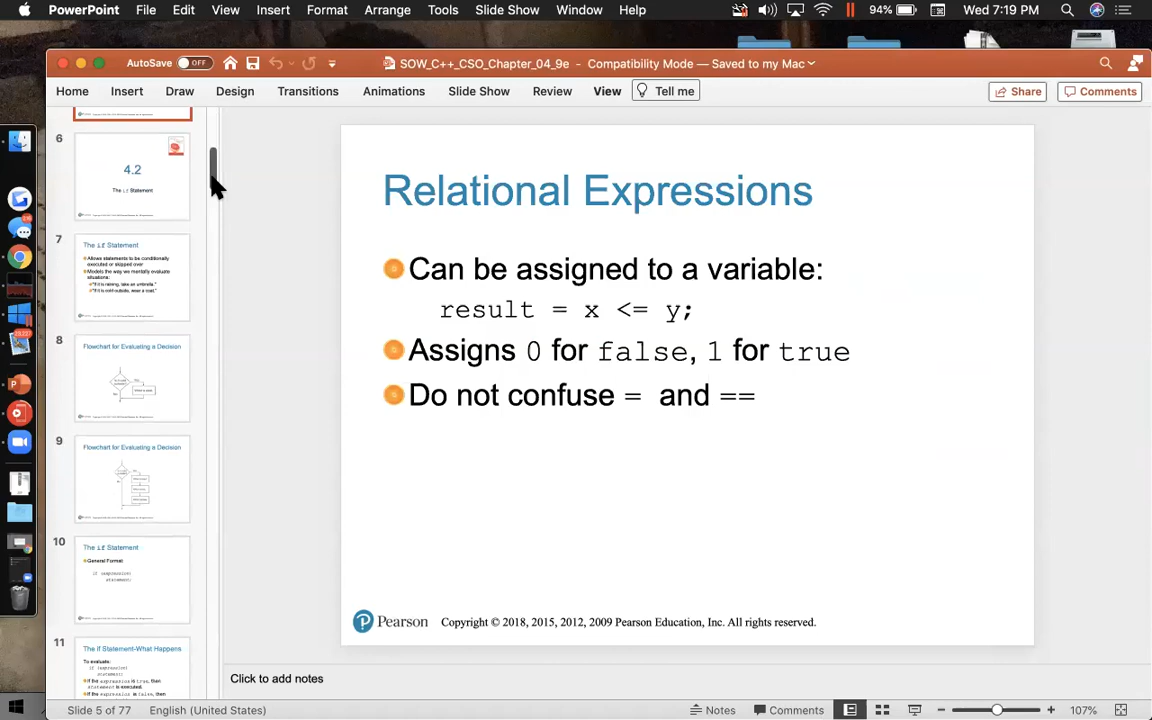 PowerPoint File Edit View Insert Format Arrange Tools Slide Show Window Help 94% Wed 7:19 PM
AutoSave OFF SOW_C++_CSO_Chapter_04_9e - Compatibility Mode — Saved to my Mac
Home Insert Draw Design Transitions Animations Slide Show Review View Tell me Share Comments
6
4.2
The if Statement
7
The if Statement
Allows statements to be conditionally
executed or skipped over
Models the way we mentally evaluate
situations:
"If it is raining, take an umbrella."
"If it is cold outside, wear a coat."
8
Flowchart for Evaluating a Decision
9
Flowchart for Evaluating a Decision
10
The if Statement
General Format
if (expression)
statement;
11
The if Statement-What Happens
To evaluate:
if (expression)
statement;
If the expression is true, then
statement is executed.
If the expression is false, then
Relational Expressions
Can be assigned to a variable:
result = x <= y;
Assigns 0 for false, 1 for true
Do not confuse = and ==
Pearson Copyright © 2018, 2015, 2012, 2009 Pearson Education, Inc. All rights reserved.
Click to add notes
Slide 5 of 77 English (United States) Notes Comments 107%